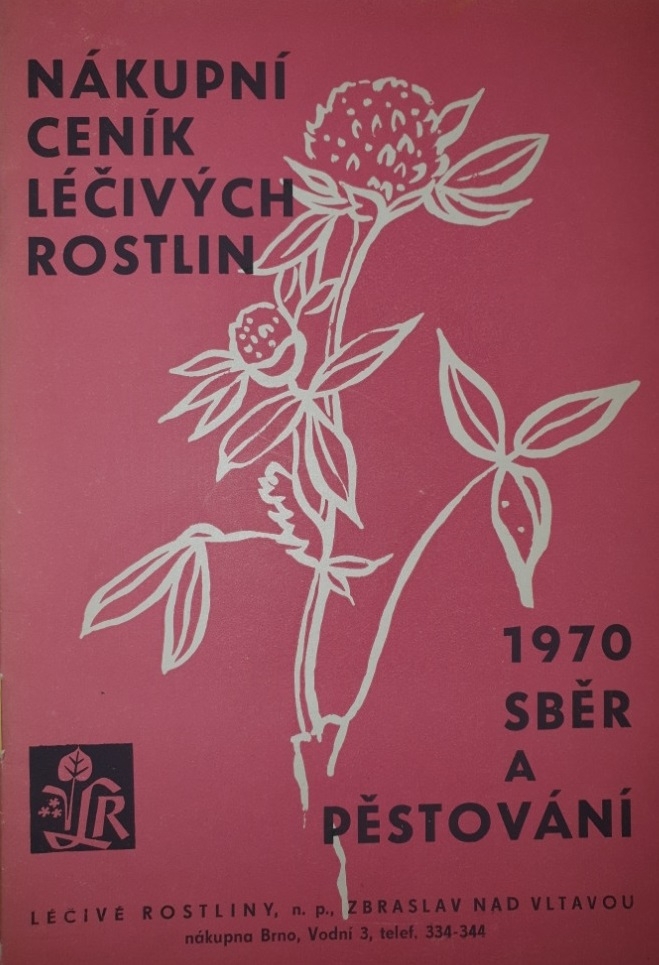 NÁKUPNÍ
CENÍK
LÉČIVÝCH
ROSTLIN
1970
SBĚR
A
PĚSTOVÁNÍ
LR
LÉČIVÉ ROSTLINY, n. p., ZBRASLAV NAD VLTAVOU
nákupna Brno, Vodní 3, telef. 334-344